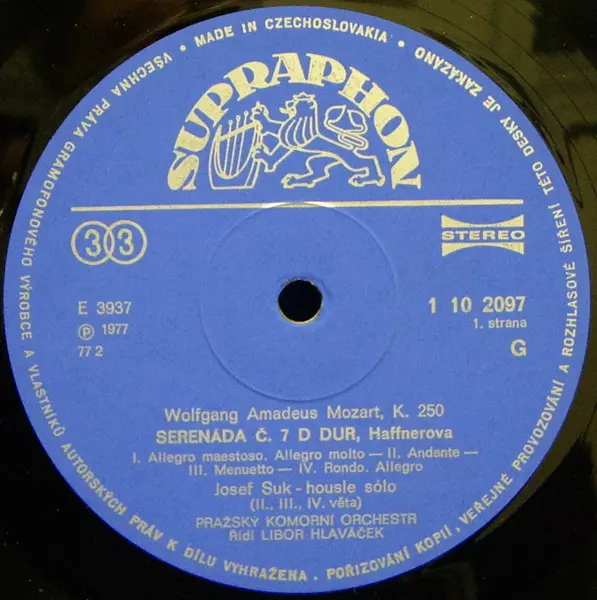 VŠECHNA PRÁVA GRAMOFONOVÉHO VÝROBCE A VLASTNÍKŮ AUTORSKÝCH PRÁV K DÍLU VYHRAŽENA . POŘIZOVÁNÍ KOPIÍ, VEŘEJNÉ PROVOZOVÁNÍ A ROZHLASOVÉ ŠÍŘENÍ TÉTO DESKY JE ZAKÁZÁNO
• MADE IN CZECHOSLOVAKIA •
SUPRAPHON
33
STEREO
E 3937
1 10 2097
Ⓟ 1977
1. strana
77 2
G
Wolfgang Amadeus Mozart, K. 250
SERENÁDA Č. 7 D DUR, Haffnerova
I. Allegro maestoso. Allegro molto — II. Andante —
III. Menuetto — IV. Rondo. Allegro
Josef Suk - housle sólo
(II., III., IV. věta)
PRAŽSKÝ KOMORNÍ ORCHESTR
Řídí LIBOR HLAVÁČEK